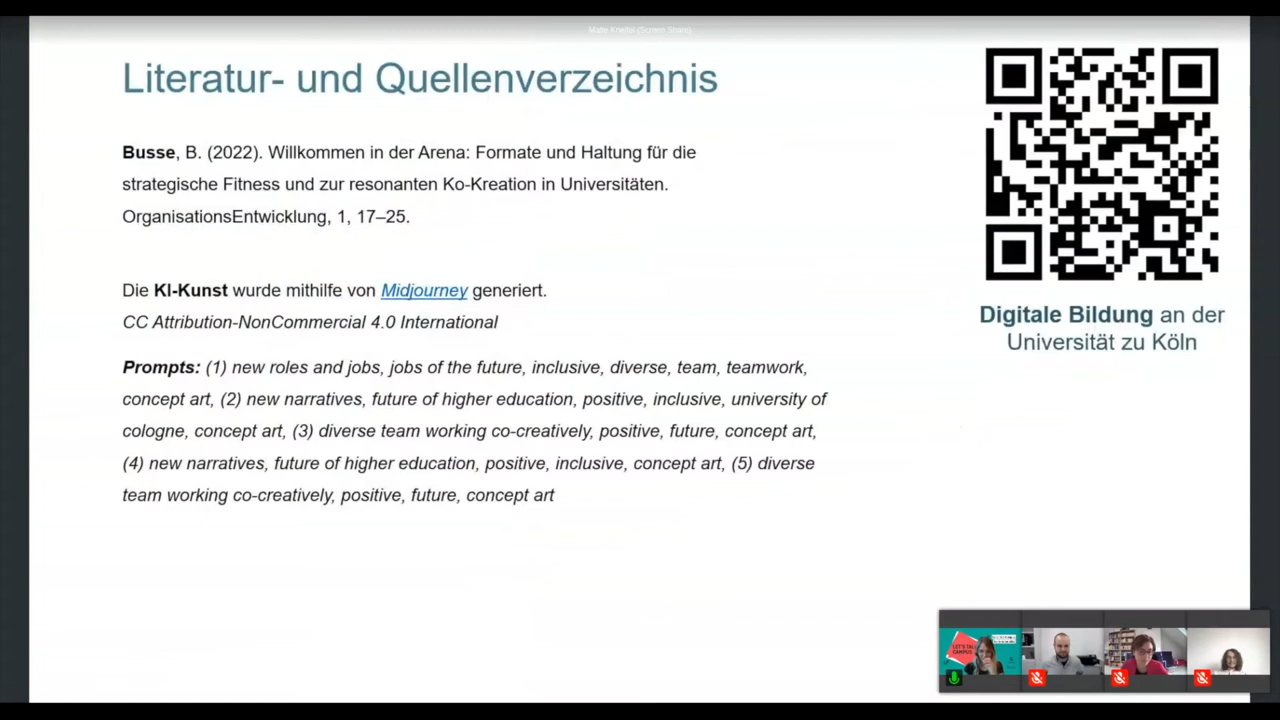 Literatur- und Quellenverzeichnis
Busse, B. (2022). Willkommen in der Arena: Formate und Haltung für die
strategische Fitness und zur resonanten Ko-Kreation in Universitäten.
OrganisationsEntwicklung, 1, 17–25.
Die KI-Kunst wurde mithilfe von Midjourney generiert.
CC Attribution-NonCommercial 4.0 International
Prompts: (1) new roles and jobs, jobs of the future, inclusive, diverse, team, teamwork,
concept art, (2) new narratives, future of higher education, positive, inclusive, university of
cologne, concept art, (3) diverse team working co-creatively, positive, future, concept art,
(4) new narratives, future of higher education, positive, inclusive, concept art, (5) diverse
team working co-creatively, positive, future, concept art
Digitale Bildung an der
Universität zu Köln